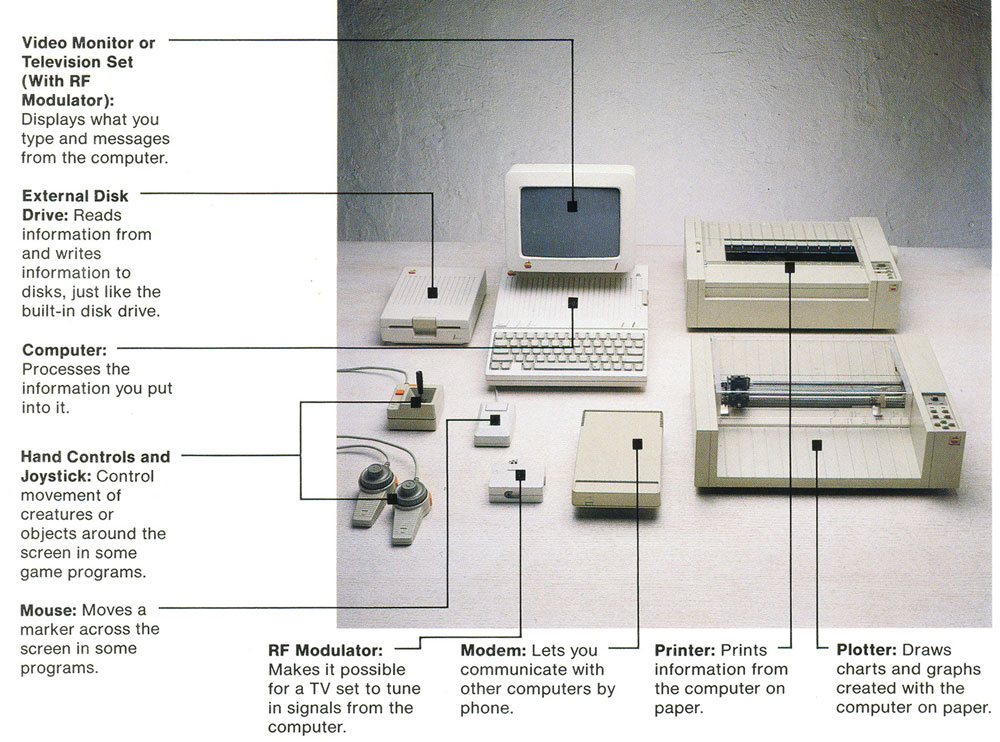 Video Monitor or
Television Set
(With RF
Modulator):
Displays what you
type and messages
from the computer.
External Disk
Drive: Reads
information from
and writes
information to
disks, just like the
built-in disk drive.
Computer:
Processes the
information you put
into it.
Hand Controls and
Joystick: Control
movement of
creatures or
objects around the
screen in some
game programs.
Mouse: Moves a
marker across the
screen in some
programs.
RF Modulator:
Makes it possible
for a TV set to tune
in signals from the
computer.
Modem: Lets you
communicate with
other computers by
phone.
Printer: Prints
information from
the computer on
paper.
Plotter: Draws
charts and graphs
created with the
computer on paper.